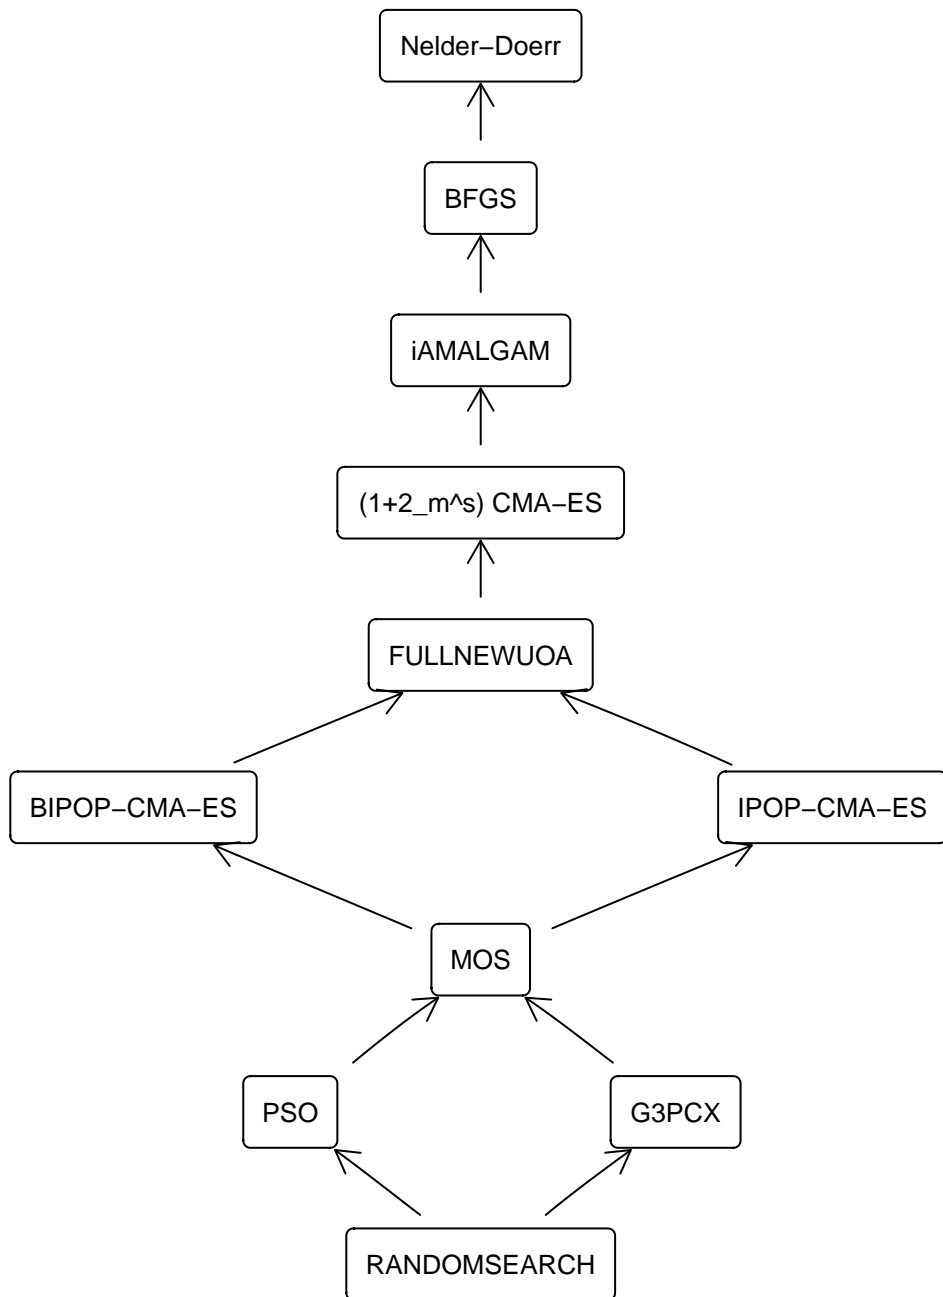 Nelder−Doerr
BFGS
iAMALGAM
(1+2_m^s) CMA−ES
FULLNEWUOA
BIPOP−CMA−ES
IPOP−CMA−ES
MOS
PSO
G3PCX
RANDOMSEARCH